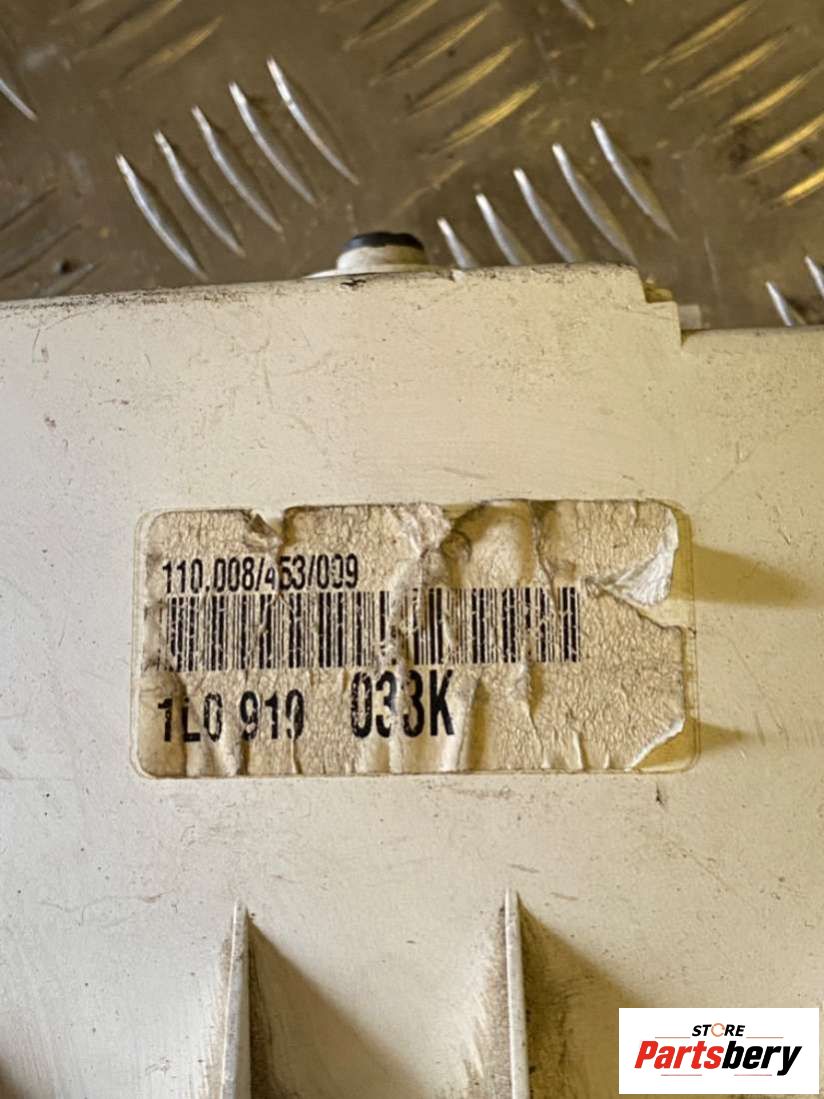 110.008/453/009
1L0 919 033K
STORE
Partsbery